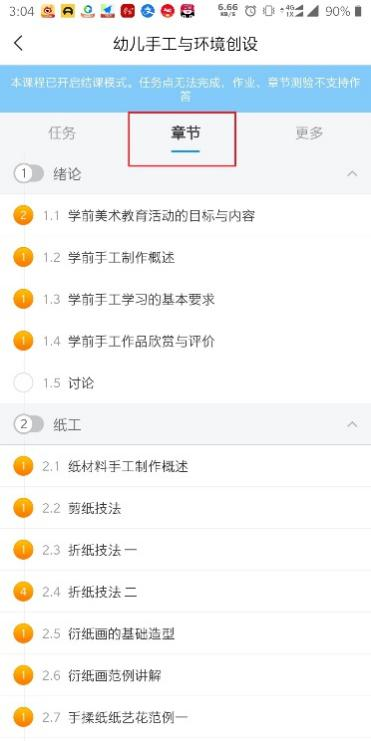 3:04 6.66 KB/S 4G 1X 90%
幼儿手工与环境创设
本课程已开启结课模式。任务点无法完成，作业、章节测验不支持作
答
任务 章节 更多
1 绪论
2 1.1 学前美术教育活动的目标与内容
1 1.2 学前手工制作概述
1 1.3 学前手工学习的基本要求
1 1.4 学前手工作品欣赏与评价
1.5 讨论
2 纸工
1 2.1 纸材料手工制作概述
1 2.2 剪纸技法
1 2.3 折纸技法 一
4 2.4 折纸技法 二
1 2.5 衍纸画的基础造型
1 2.6 衍纸画范例讲解
1 2.7 手揉纸纸艺花范例一